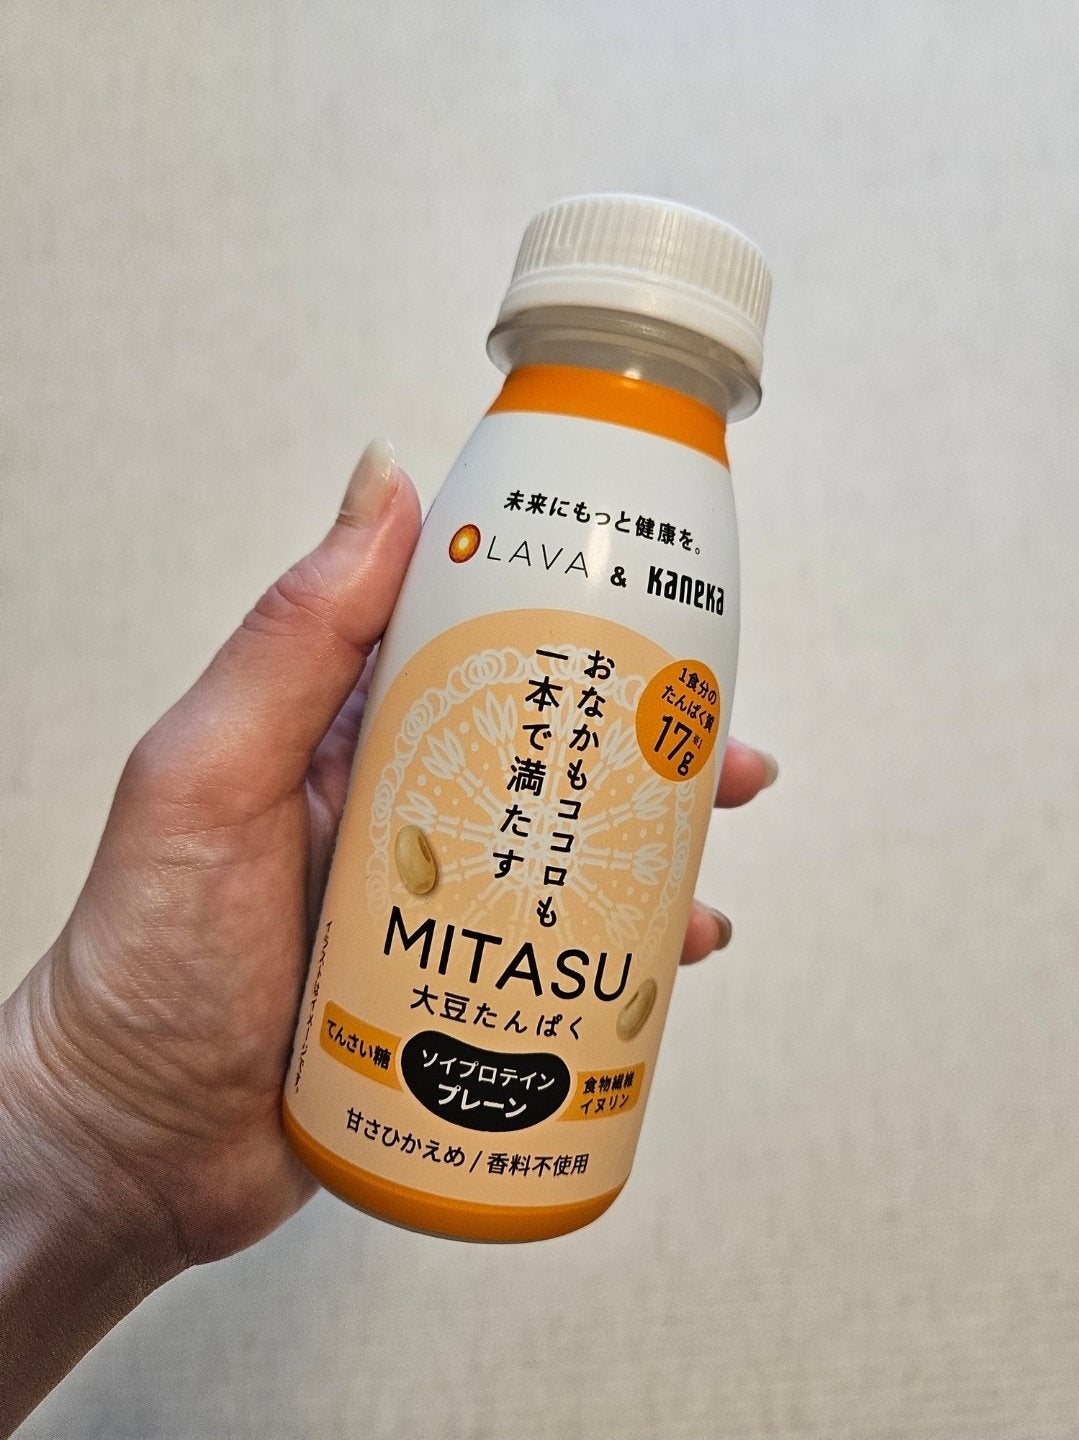 未来にもっと健康を。
LAVA & Kaneka
おなかもココロも
一本で満たす
1食分の
たんぱく質
17g※1
MITASU
大豆たんぱく
てんさい糖
ソイプロテイン
プレーン
食物繊維
イヌリン
甘さひかえめ / 香料不使用